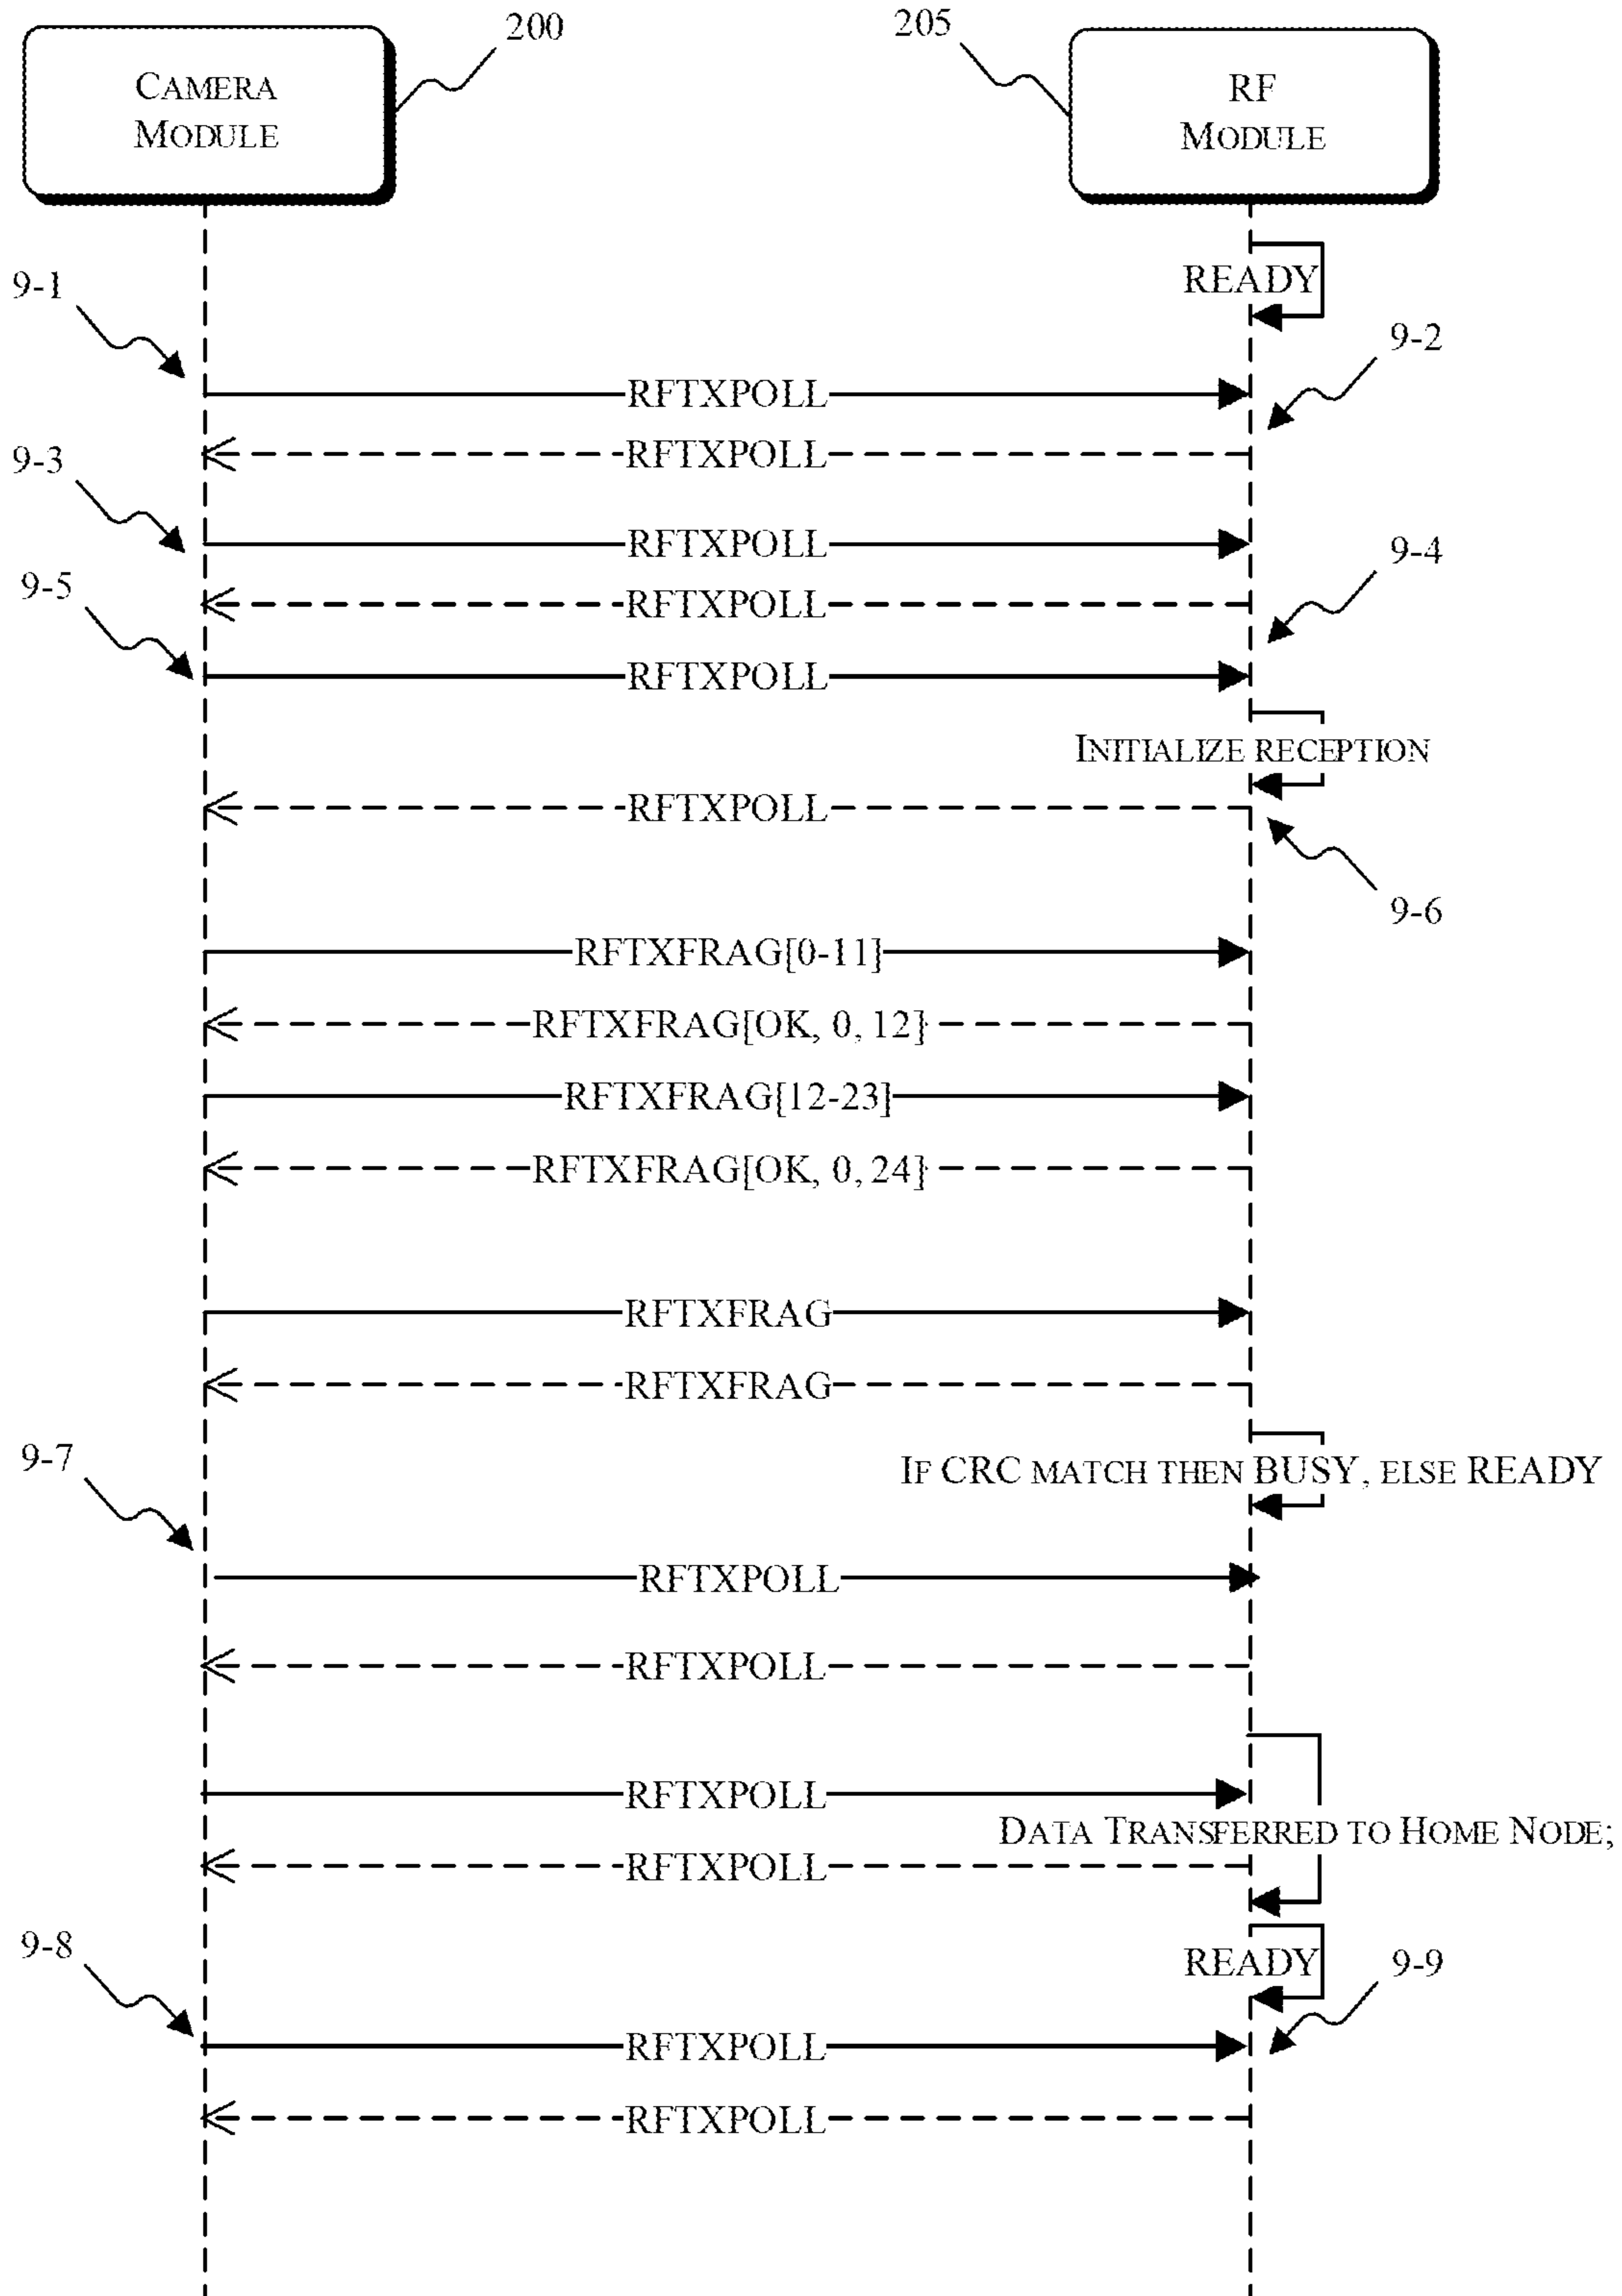 200
205
CAMERA
MODULE
RF
MODULE
READY
9-1
9-2
RFTXPOLL
RFTXPOLL
9-3
RFTXPOLL
9-4
9-5
RFTXPOLL
RFTXPOLL
INITIALIZE RECEPTION
RFTXPOLL
9-6
RFTXFRAG[0-11]
RFTXFRAG[OK, 0, 12]
RFTXFRAG[12-23]
RFTXFRAG[OK, 0, 24]
RFTXFRAG
RFTXFRAG
9-7
IF CRC MATCH THEN BUSY, ELSE READY
RFTXPOLL
RFTXPOLL
RFTXPOLL
DATA TRANSFERRED TO HOME NODE;
RFTXPOLL
9-8
READY
9-9
RFTXPOLL
RFTXPOLL